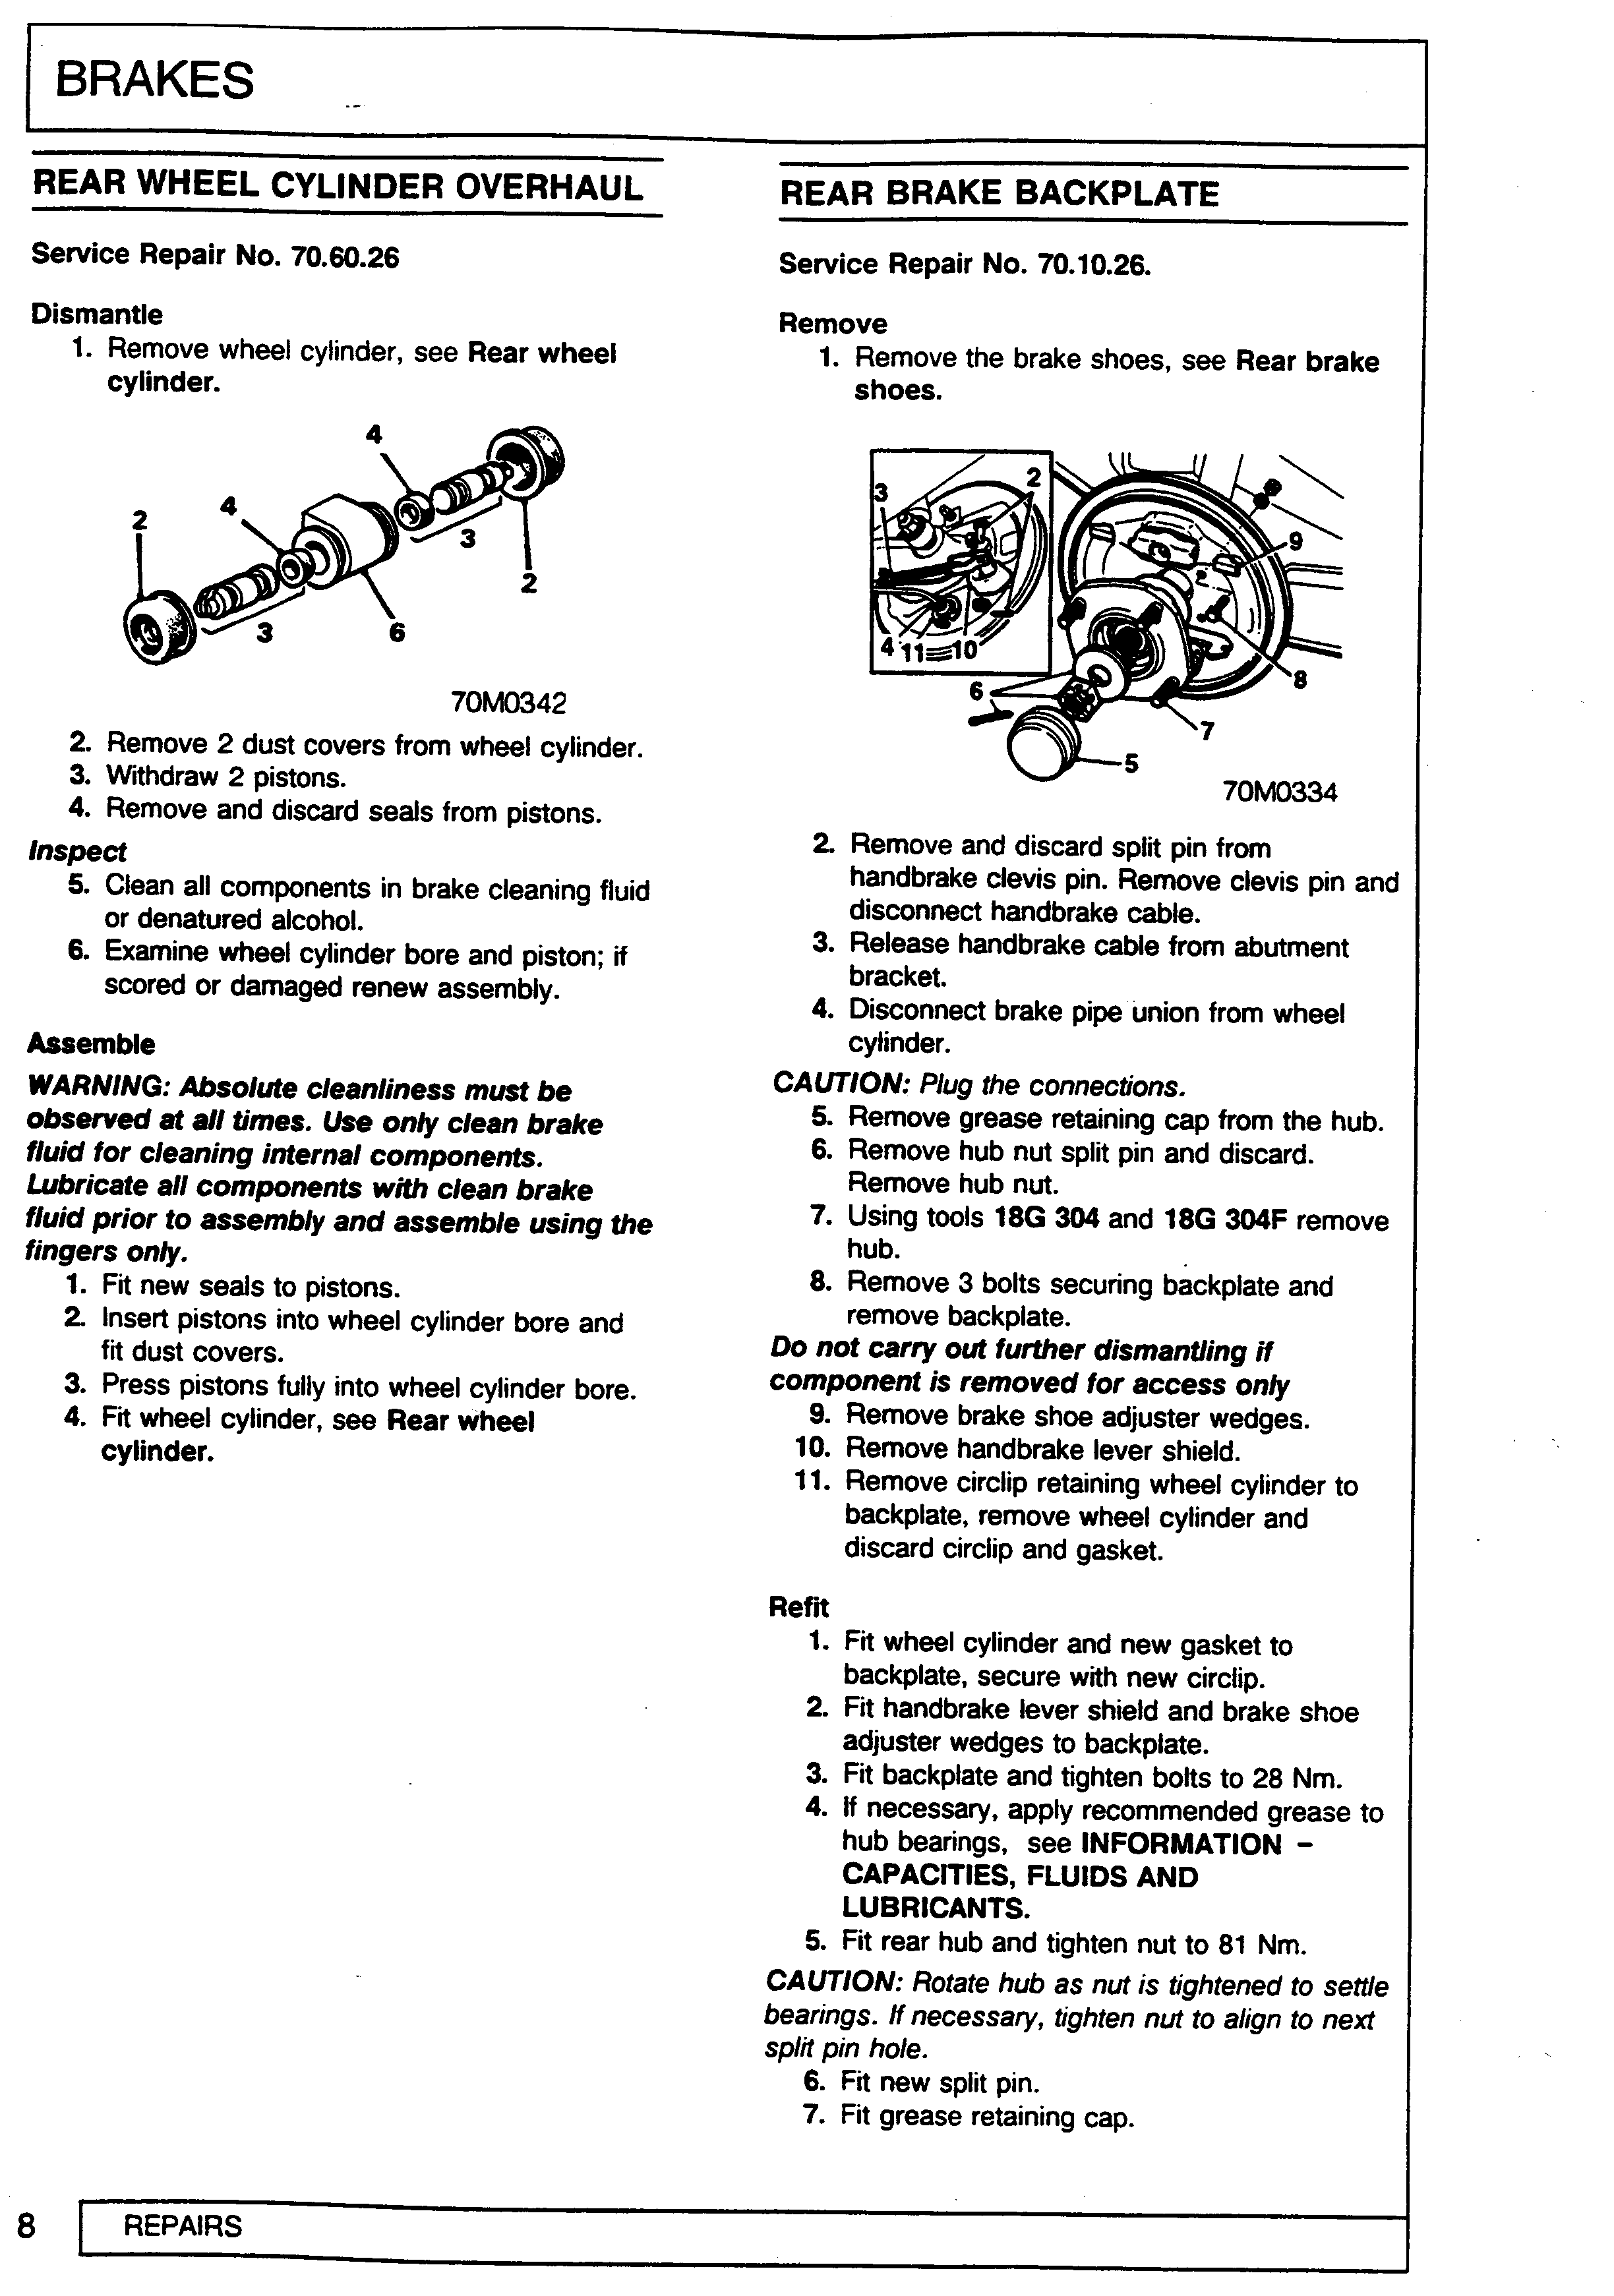 BRAKES
REAR WHEEL CYLINDER OVERHAUL
Service Repair No. 70.60.26
Dismantle
1. Remove wheel cylinder, see Rear wheel
cylinder.
4
4
2
3
2
3
6
70M0342
2. Remove 2 dust covers from wheel cylinder.
3. Withdraw 2 pistons.
4. Remove and discard seals from pistons.
Inspect
5. Clean all components in brake cleaning fluid
or denatured alcohol.
6. Examine wheel cylinder bore and piston; if
scored or damaged renew assembly.
Assemble
WARNING: Absolute cleanliness must be
observed at all times. Use only clean brake
fluid for cleaning internal components.
Lubricate all components with clean brake
fluid prior to assembly and assemble using the
fingers only.
1. Fit new seals to pistons.
2. Insert pistons into wheel cylinder bore and
fit dust covers.
3. Press pistons fully into wheel cylinder bore.
4. Fit wheel cylinder, see Rear wheel
cylinder.
REAR BRAKE BACKPLATE
Service Repair No. 70.10.26.
Remove
1. Remove the brake shoes, see Rear brake
shoes.
2
3
9
4 11 10
8
6
7
5
70M0334
2. Remove and discard split pin from
handbrake clevis pin. Remove clevis pin and
disconnect handbrake cable.
3. Release handbrake cable from abutment
bracket.
4. Disconnect brake pipe union from wheel
cylinder.
CAUTION: Plug the connections.
5. Remove grease retaining cap from the hub.
6. Remove hub nut split pin and discard.
Remove hub nut.
7. Using tools 18G 304 and 18G 304F remove
hub.
8. Remove 3 bolts securing backplate and
remove backplate.
Do not carry out further dismantling if
component is removed for access only
9. Remove brake shoe adjuster wedges.
10. Remove handbrake lever shield.
11. Remove circlip retaining wheel cylinder to
backplate, remove wheel cylinder and
discard circlip and gasket.
Refit
1. Fit wheel cylinder and new gasket to
backplate, secure with new circlip.
2. Fit handbrake lever shield and brake shoe
adjuster wedges to backplate.
3. Fit backplate and tighten bolts to 28 Nm.
4. If necessary, apply recommended grease to
hub bearings, see INFORMATION -
CAPACITIES, FLUIDS AND
LUBRICANTS.
5. Fit rear hub and tighten nut to 81 Nm.
CAUTION: Rotate hub as nut is tightened to settle
bearings. If necessary, tighten nut to align to next
split pin hole.
6. Fit new split pin.
7. Fit grease retaining cap.
8
REPAIRS